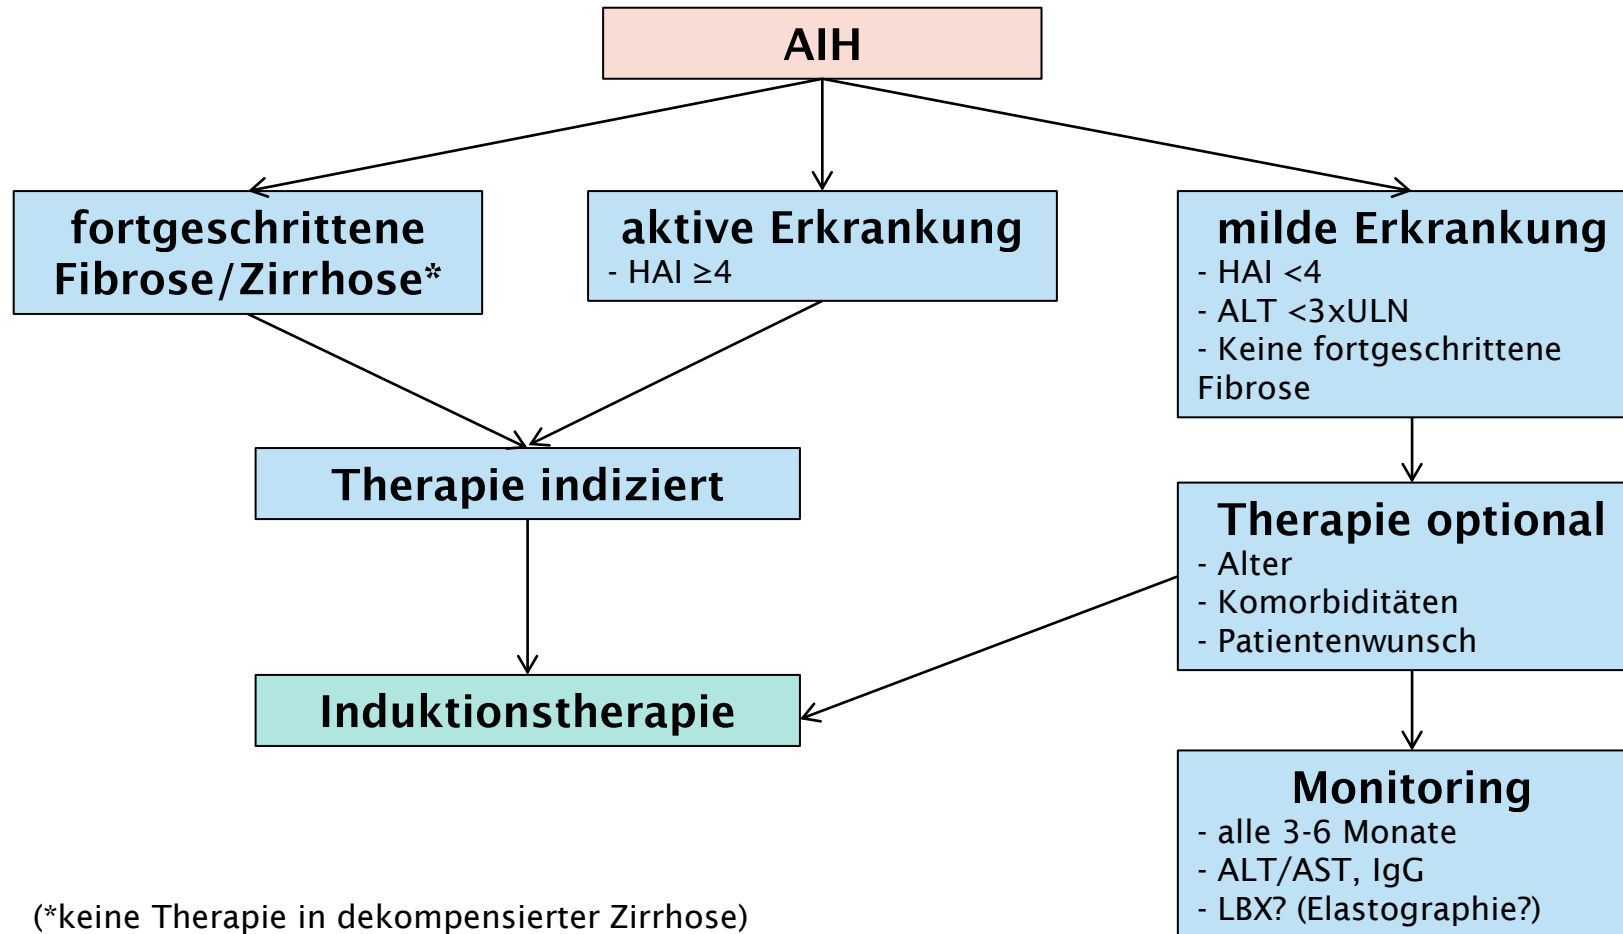 AIH
fortgeschrittene
Fibrose/Zirrhose*
aktive Erkrankung
- HAI ≥4
milde Erkrankung
- HAI <4
- ALT <3xULN
- Keine fortgeschrittene
Fibrose
Therapie indiziert
Therapie optional
- Alter
- Komorbiditäten
- Patientenwunsch
Induktionstherapie
Monitoring
- alle 3-6 Monate
- ALT/AST, IgG
- LBX? (Elastographie?)
(*keine Therapie in dekompensierter Zirrhose)